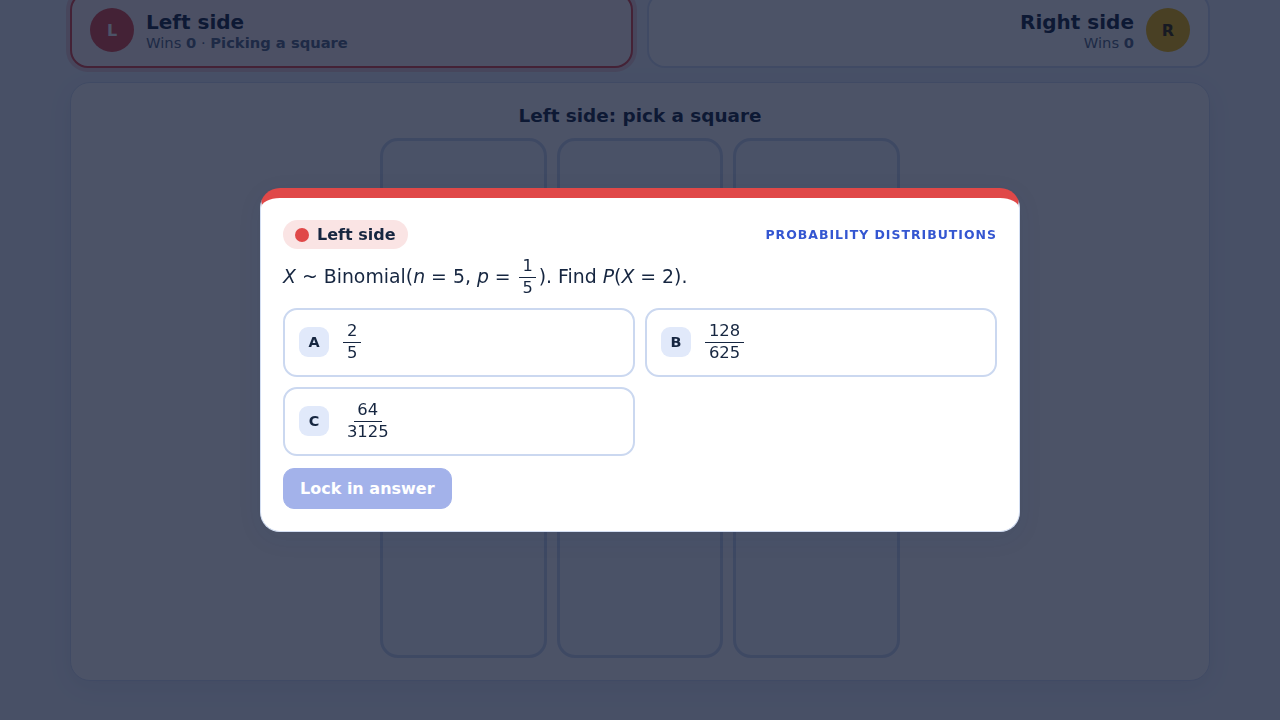 L
Left side
Wins 0 · Picking a square
Right side
Wins 0
R
Left side: pick a square
Left side
PROBABILITY DISTRIBUTIONS
X ~ Binomial(n = 5, p = 1/5). Find P(X = 2).
A 2/5
B 128/625
C 64/3125
Lock in answer